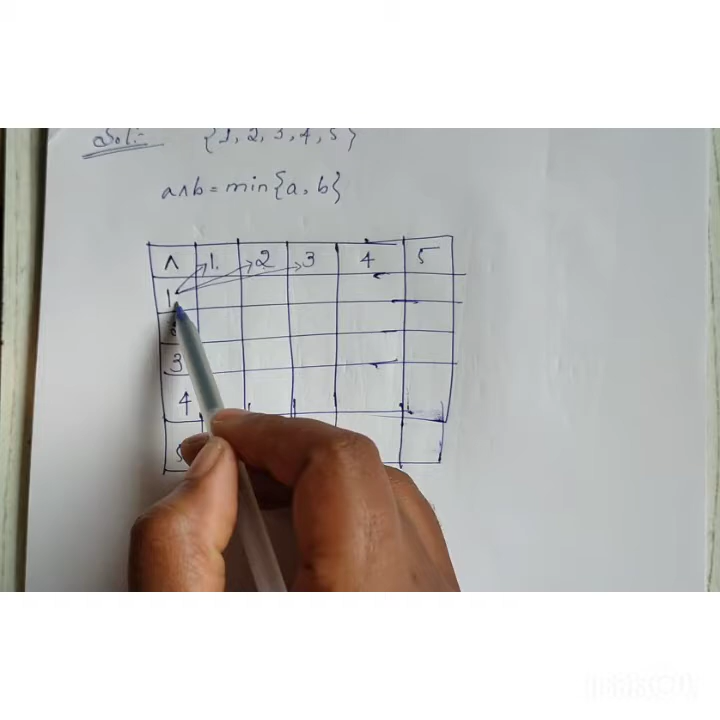 Sol:-
{1, 2, 3, 4, 5}
a∧b = min{a, b}
∧ 1. 2 3 4 5
1
3
4